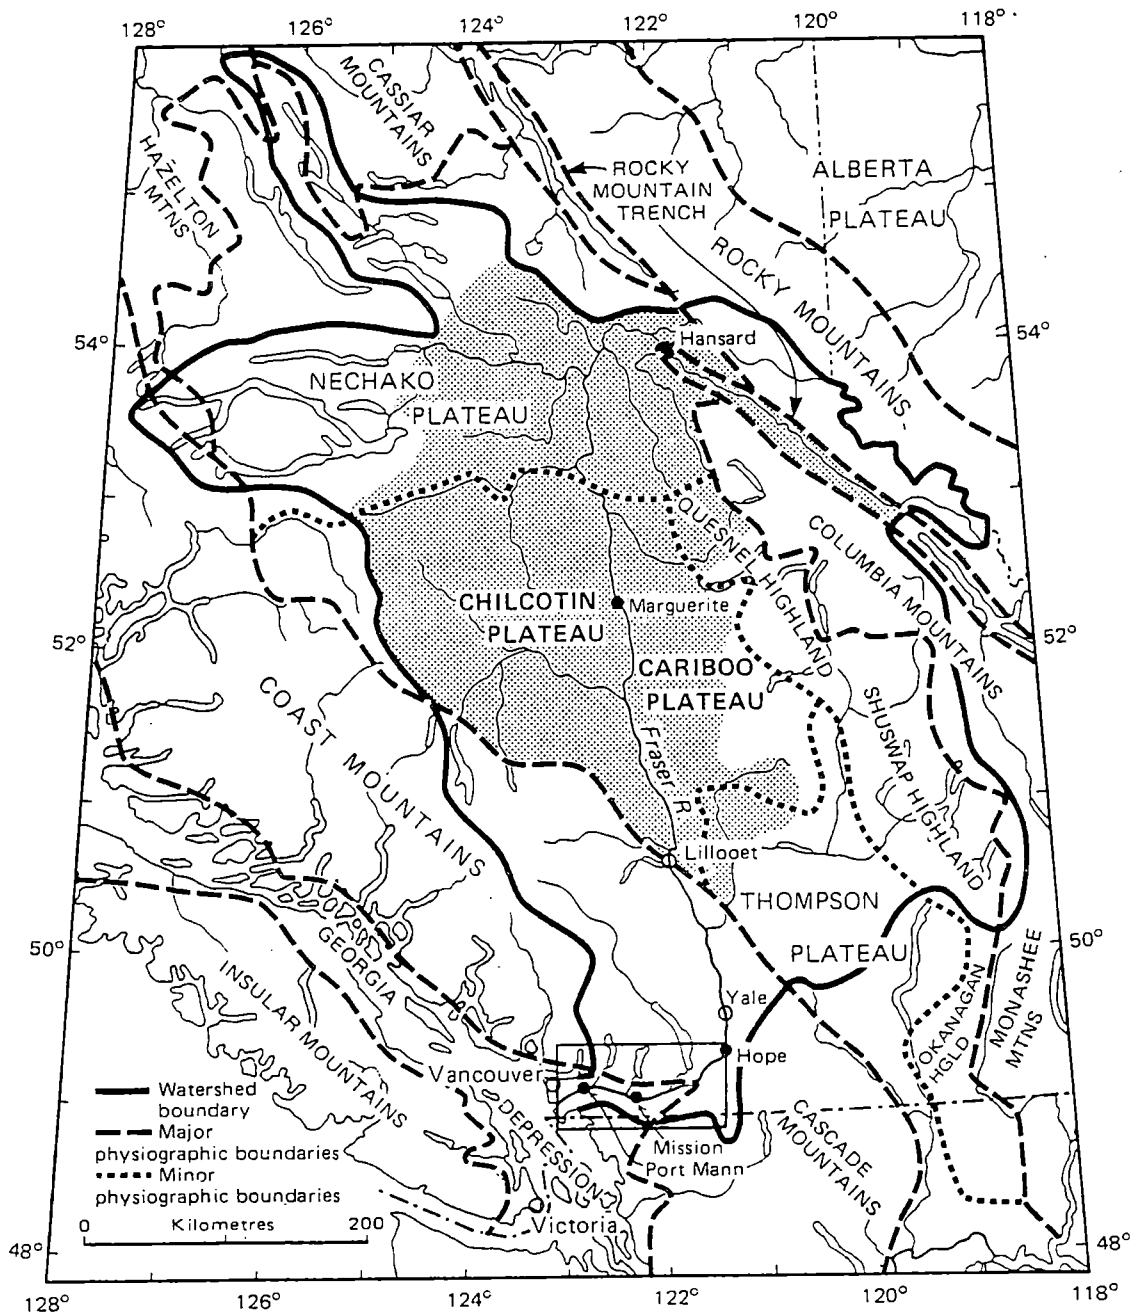 128°
126°
124°
122°
120°
118°
CASSIAR
MOUNTAINS
HAZELTON
MTNS
ROCKY
MOUNTAIN
TRENCH
ALBERTA
PLATEAU
ROCKY MOUNTAINS
54°
54°
Hansard
NECHAKO
PLATEAU
QUESNEL HIGHLAND
COLUMBIA MOUNTAINS
CHILCOTIN
PLATEAU
Marguerite
52°
52°
CARIBOO
PLATEAU
COAST MOUNTAINS
SHUSWAP HIGHLAND
Fraser R
Lillooet
THOMPSON
PLATEAU
50°
50°
GEORGIA
DEPRESSION
INSULAR MOUNTAINS
Yale
OKANAGAN
HGLD
MONASHEE
MTNS
Hope
Vancouver
Mission
Port Mann
CASCADE
MOUNTAINS
Watershed
boundary
Major
physiographic boundaries
Minor
physiographic boundaries
0 Kilometres 200
Victoria
48°
48°
128°
126°
124°
122°
120°
118°